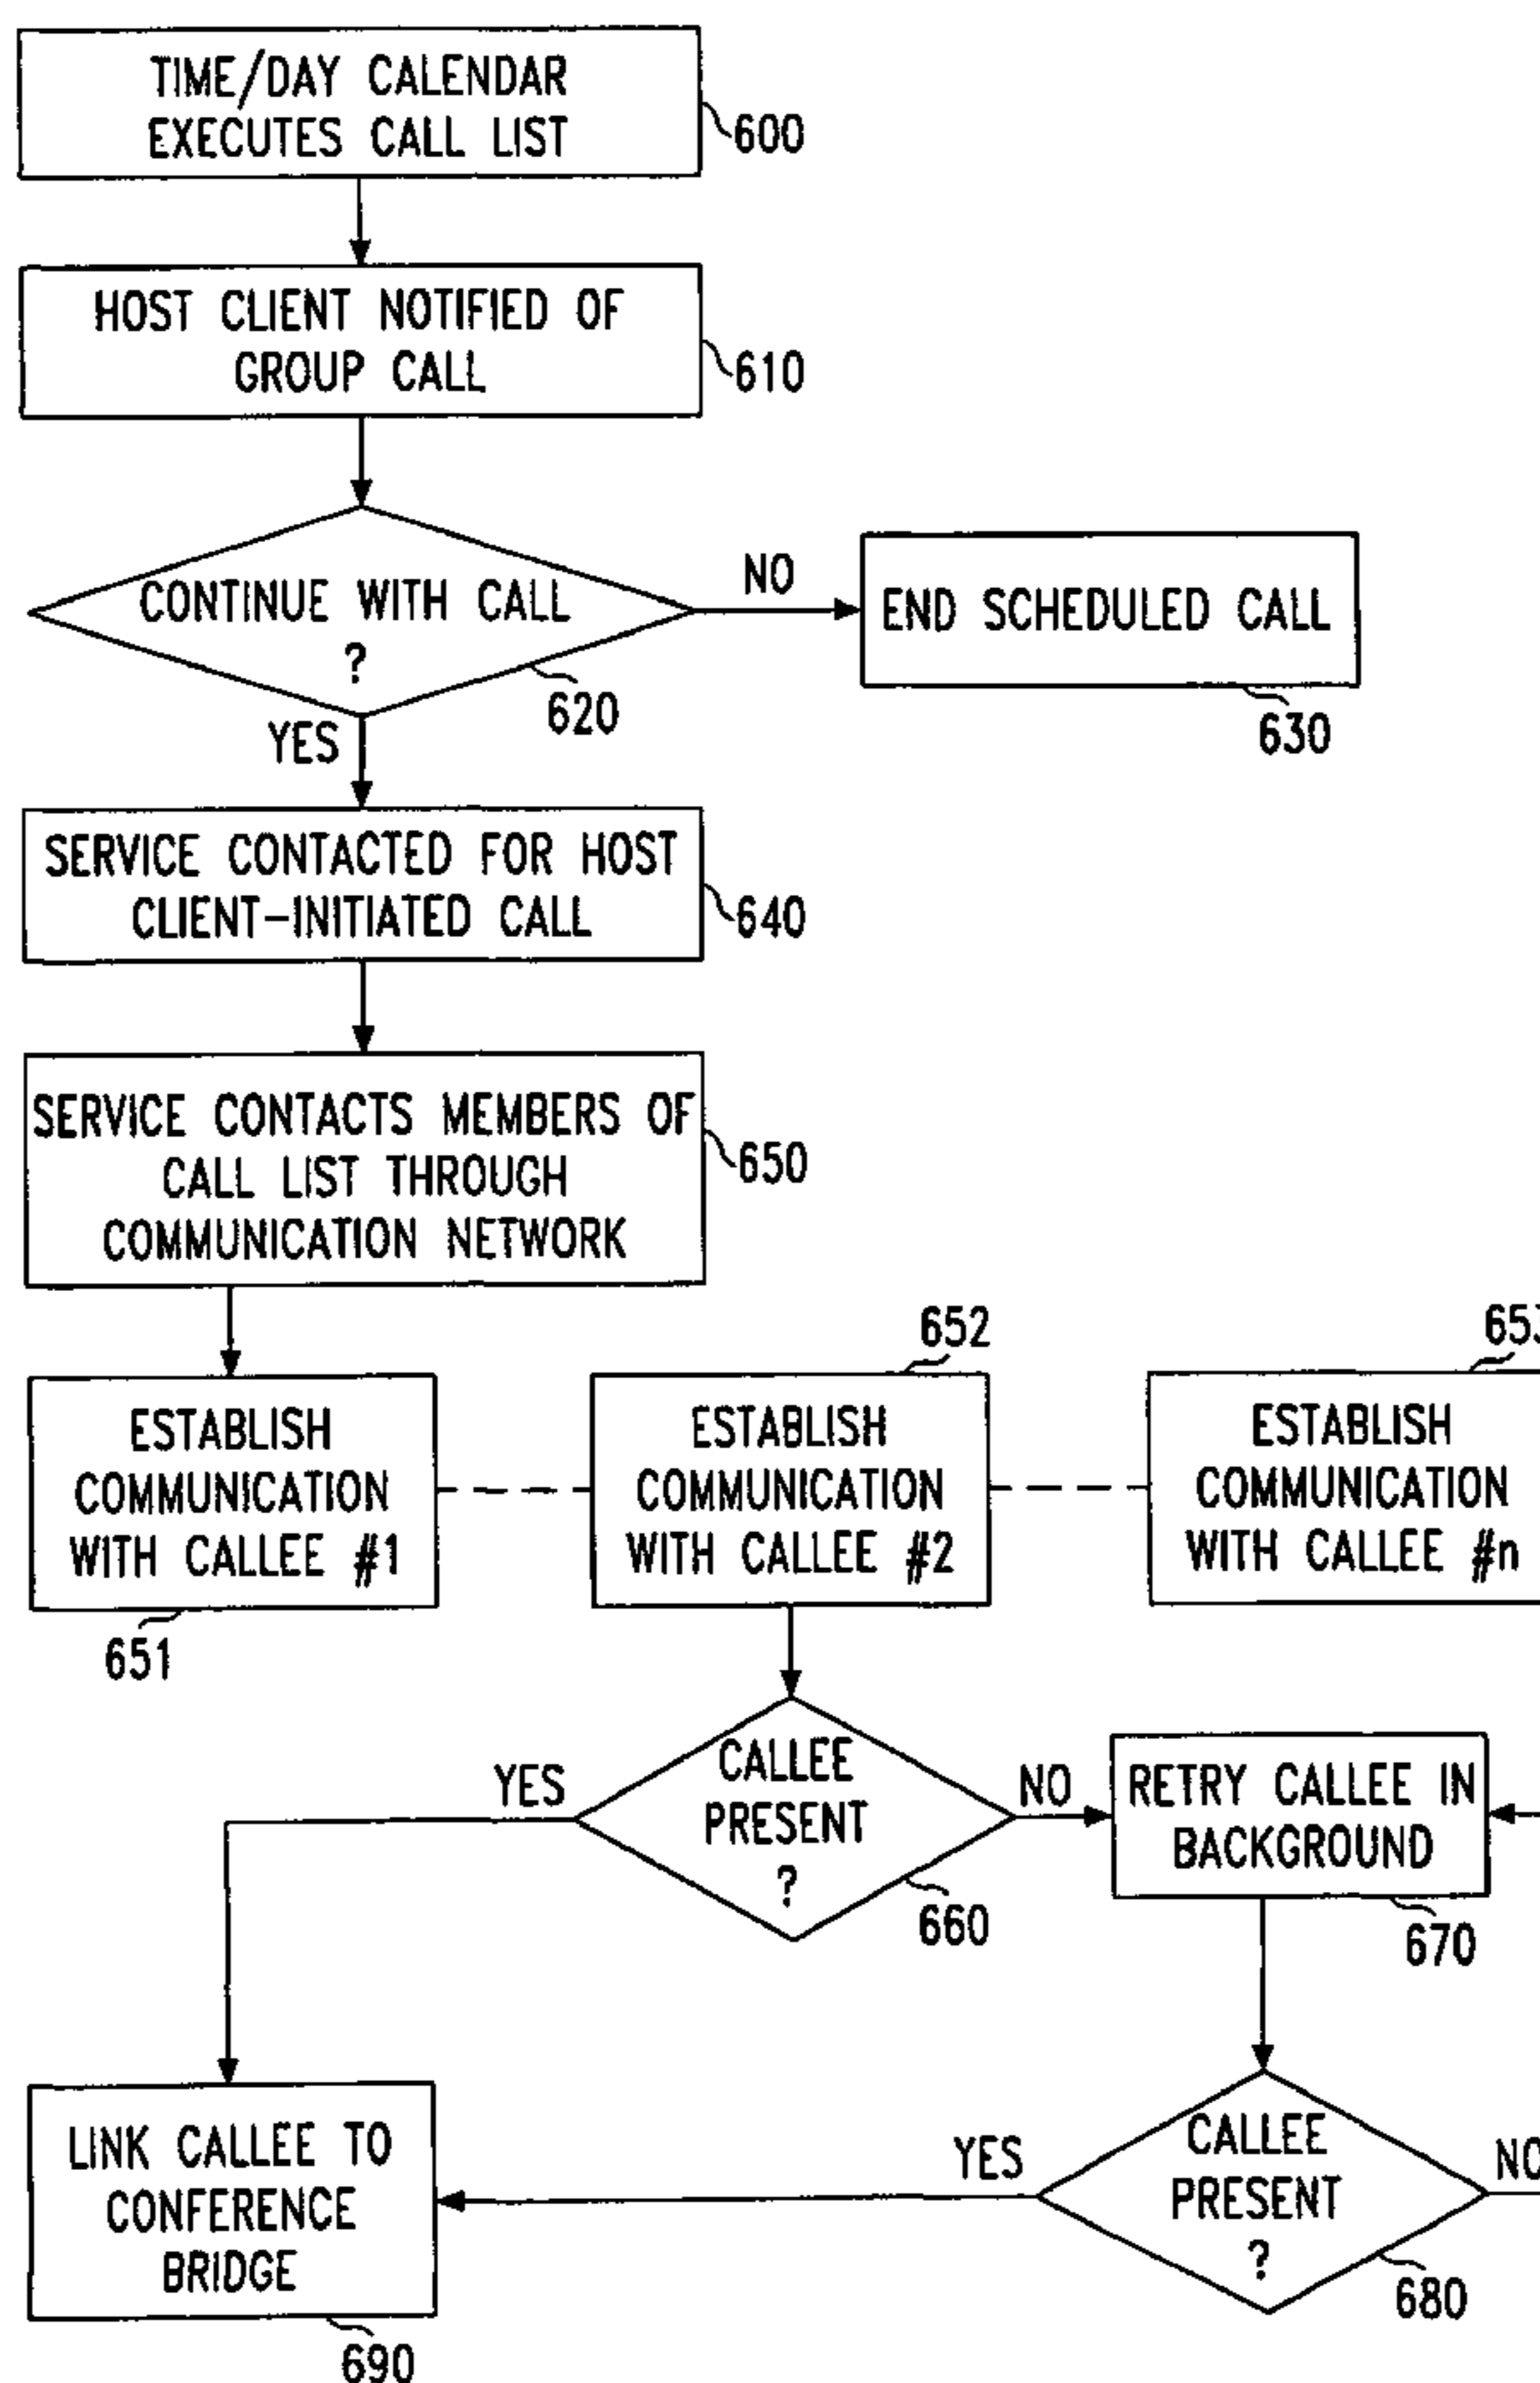 TIME/DAY CALENDAR
EXECUTES CALL LIST
600
HOST CLIENT NOTIFIED OF
GROUP CALL
610
CONTINUE WITH CALL
?
620
NO
END SCHEDULED CALL
630
YES
SERVICE CONTACTED FOR HOST
CLIENT-INITIATED CALL
640
SERVICE CONTACTS MEMBERS OF
CALL LIST THROUGH
COMMUNICATION NETWORK
650
ESTABLISH
COMMUNICATION
WITH CALLEE #1
651
652
ESTABLISH
COMMUNICATION
WITH CALLEE #2
653
ESTABLISH
COMMUNICATION
WITH CALLEE #n
YES
CALLEE
PRESENT
?
660
NO
RETRY CALLEE IN
BACKGROUND
670
LINK CALLEE TO
CONFERENCE
BRIDGE
690
YES
CALLEE
PRESENT
?
680
NO